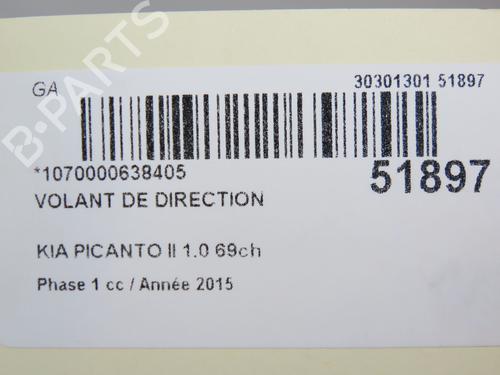 B-PARTS
GA
30301301 51897
*1070000638405
51897
VOLANT DE DIRECTION
KIA PICANTO II 1.0 69ch
Phase 1 cc / Année 2015